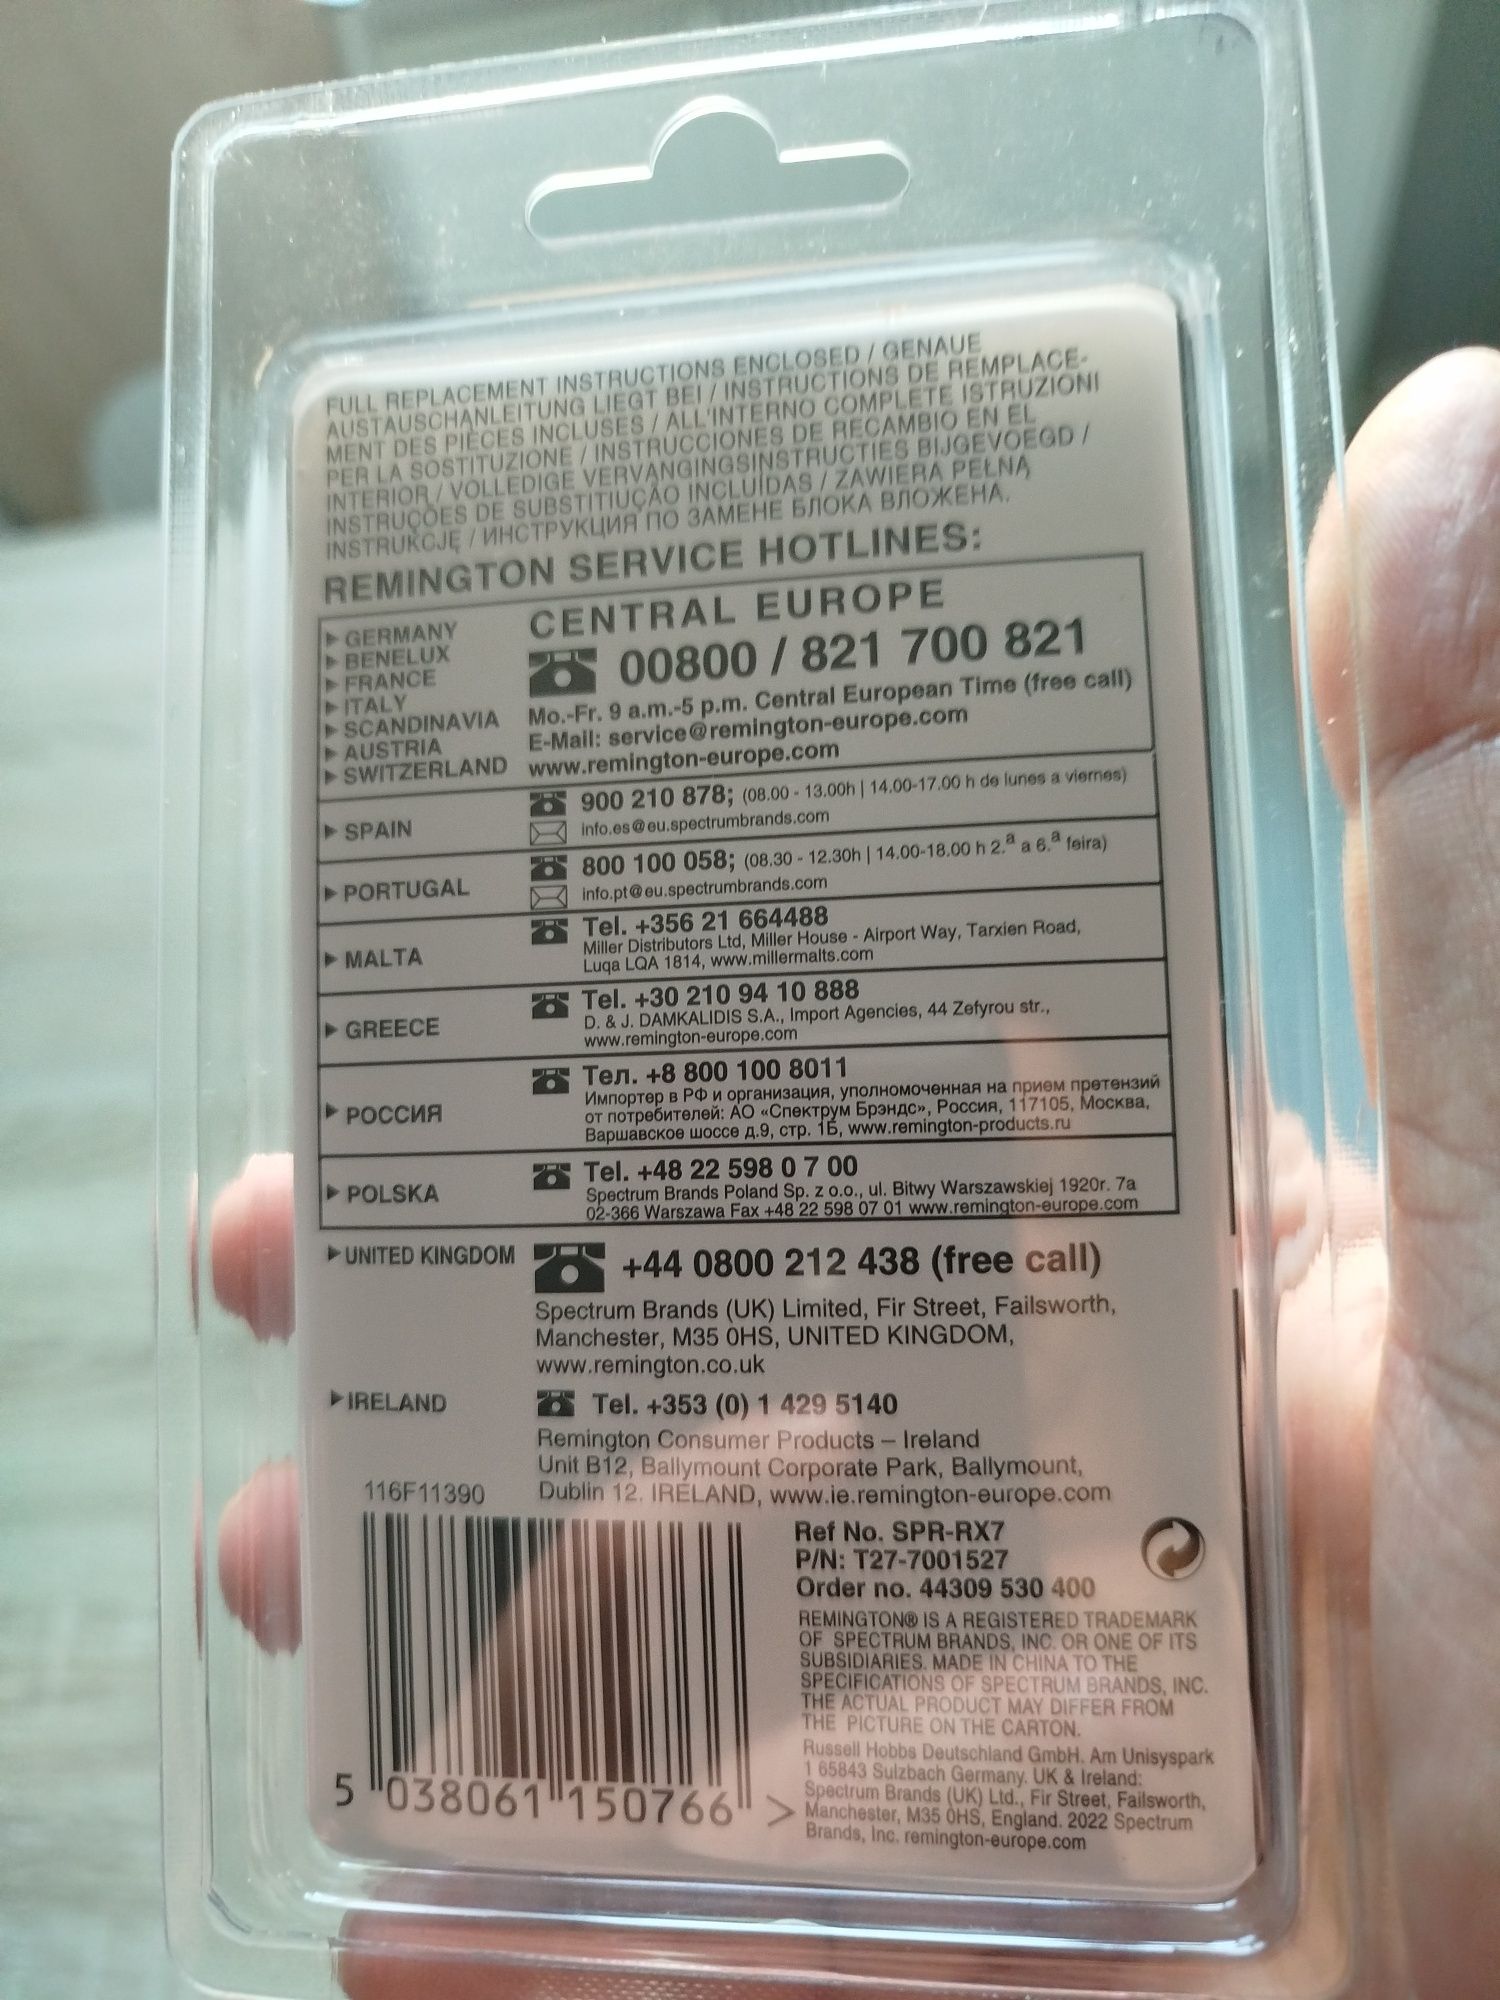 FULL REPLACEMENT INSTRUCTIONS ENCLOSED / GENAUE
AUSTAUSCHANLEITUNG LIEGT BEI / INSTRUCTIONS DE REMPLACE-
MENT DES PIÈCES INCLUSES / ALL'INTERNO COMPLETE ISTRUZIONI
PER LA SOSTITUZIONE / INSTRUCCIONES DE RECAMBIO EN EL
INTERIOR / VOLLEDIGE VERVANGINGSINSTRUCTIES BIJGEVOEGD /
INSTRUÇÕES DE SUBSTITIUÇÃO INCLUÍDAS / ZAWIERA PEŁNĄ
INSTRUKCJĘ / ИНСТРУКЦИЯ ПО ЗАМЕНЕ БЛОКА ВЛОЖЕНА.
REMINGTON SERVICE HOTLINES:
GERMANY
BENELUX
FRANCE
ITALY
SCANDINAVIA
AUSTRIA
SWITZERLAND
CENTRAL EUROPE
00800 / 821 700 821
Mo.-Fr. 9 a.m.-5 p.m. Central European Time (free call)
E-Mail: service@remington-europe.com
www.remington-europe.com
SPAIN
900 210 878; (08.00 - 13.00h | 14.00-17.00 h de lunes a viernes)
info.es@eu.spectrumbrands.com
PORTUGAL
800 100 058; (08.30 - 12.30h | 14.00-18.00 h 2.ª a 6.ª feira)
info.pt@eu.spectrumbrands.com
MALTA
Tel. +356 21 664488
Miller Distributors Ltd, Miller House - Airport Way, Tarxien Road,
Luqa LQA 1814, www.millermalts.com
GREECE
Tel. +30 210 94 10 888
D. & J. DAMKALIDIS S.A., Import Agencies, 44 Zefyrou str.,
www.remington-europe.com
РОССИЯ
Тел. +8 800 100 8011
Импортер в РФ и организация, уполномоченная на прием претензий
от потребителей: АО «Спектрум Брэндс», Россия, 117105, Москва,
Варшавское шоссе д.9, стр. 1Б, www.remington-products.ru
POLSKA
Tel. +48 22 598 0 7 00
Spectrum Brands Poland Sp. z o.o., ul. Bitwy Warszawskiej 1920r. 7a
02-366 Warszawa Fax +48 22 598 07 01 www.remington-europe.com
UNITED KINGDOM
+44 0800 212 438 (free call)
Spectrum Brands (UK) Limited, Fir Street, Failsworth,
Manchester, M35 0HS, UNITED KINGDOM,
www.remington.co.uk
IRELAND
Tel. +353 (0) 1 429 5140
Remington Consumer Products – Ireland
Unit B12, Ballymount Corporate Park, Ballymount,
Dublin 12. IRELAND, www.ie.remington-europe.com
116F11390
5 038061 150766 >
Ref No. SPR-RX7
P/N: T27-7001527
Order no. 44309 530 400
REMINGTON® IS A REGISTERED TRADEMARK
OF SPECTRUM BRANDS, INC. OR ONE OF ITS
SUBSIDIARIES. MADE IN CHINA TO THE
SPECIFICATIONS OF SPECTRUM BRANDS, INC.
THE ACTUAL PRODUCT MAY DIFFER FROM
THE PICTURE ON THE CARTON.
Russell Hobbs Deutschland GmbH. Am Unisyspark
1 65843 Sulzbach Germany. UK & Ireland:
Spectrum Brands (UK) Ltd., Fir Street, Failsworth,
Manchester, M35 0HS, England. 2022 Spectrum
Brands, Inc. remington-europe.com